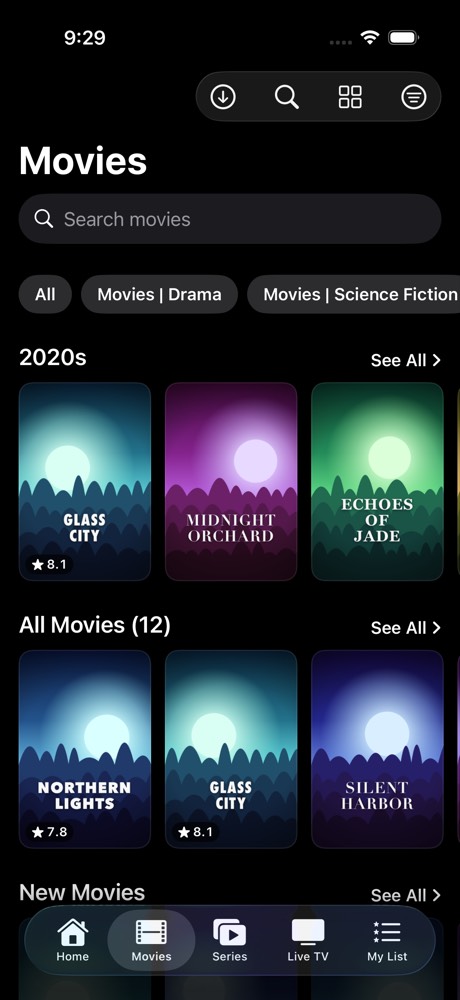 9:29
Movies
Search movies
All
Movies | Drama
Movies | Science Fiction
2020s
See All
GLASS
CITY
8.1
MIDNIGHT
ORCHARD
ECHOES
OF
JADE
All Movies (12)
See All
NORTHERN
LIGHTS
7.8
GLASS
CITY
8.1
SILENT
HARBOR
New Movies
See All
Home
Movies
Series
Live TV
My List